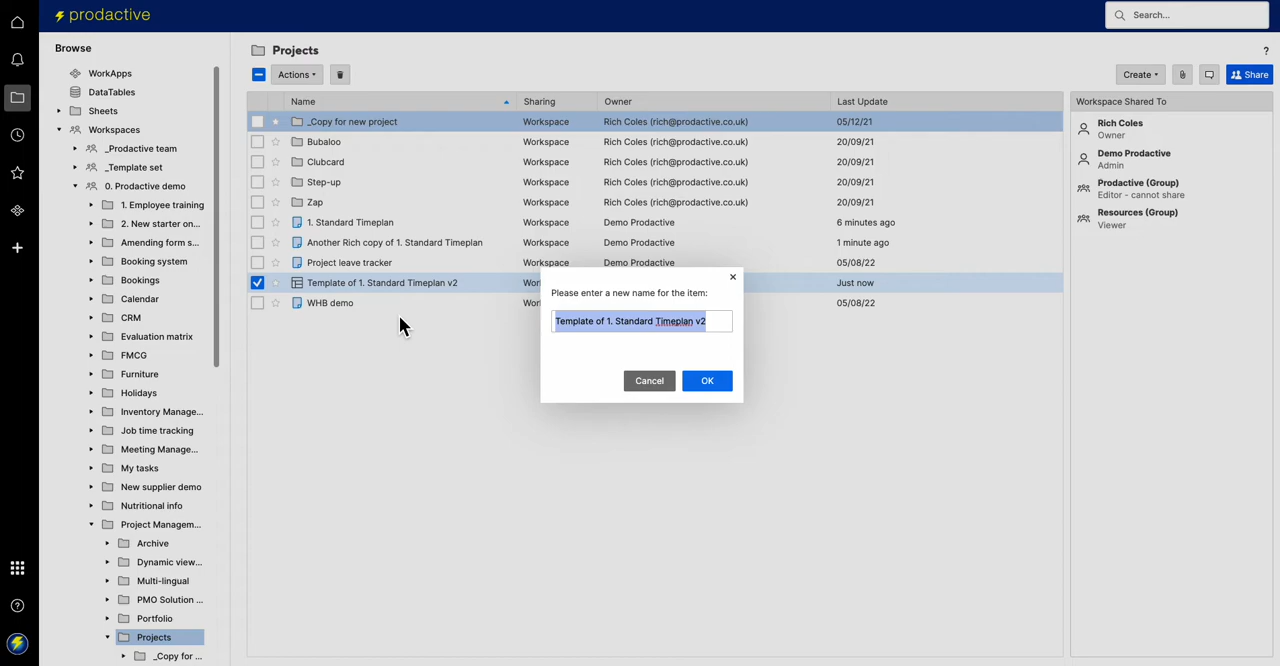 prodactive
Search...
Browse
WorkApps
DataTables
Sheets
Workspaces
_Prodactive team
_Template set
0. Prodactive demo
1. Employee training
2. New starter on...
Amending form s...
Booking system
Bookings
Calendar
CRM
Evaluation matrix
FMCG
Furniture
Holidays
Inventory Manage...
Job time tracking
Meeting Manage...
My tasks
New supplier demo
Nutritional info
Project Managem...
Archive
Dynamic view...
Multi-lingual
PMO Solution ...
Portfolio
Projects
_Copy for ...
Projects
?
Actions
Create
Share
Name Sharing Owner Last Update
_Copy for new project Workspace Rich Coles (rich@prodactive.co.uk) 05/12/21
Bubaloo Workspace Rich Coles (rich@prodactive.co.uk) 20/09/21
Clubcard Workspace Rich Coles (rich@prodactive.co.uk) 20/09/21
Step-up Workspace Rich Coles (rich@prodactive.co.uk) 20/09/21
Zap Workspace Rich Coles (rich@prodactive.co.uk) 20/09/21
1. Standard Timeplan Workspace Demo Prodactive 6 minutes ago
Another Rich copy of 1. Standard Timeplan Workspace Demo Prodactive 1 minute ago
Project leave tracker Workspace Demo Prodactive 05/08/22
Template of 1. Standard Timeplan v2 Just now
WHB demo 05/08/22
Please enter a new name for the item:
Template of 1. Standard Timeplan v2
Cancel OK
Workspace Shared To
Rich Coles
Owner
Demo Prodactive
Admin
Prodactive (Group)
Editor - cannot share
Resources (Group)
Viewer